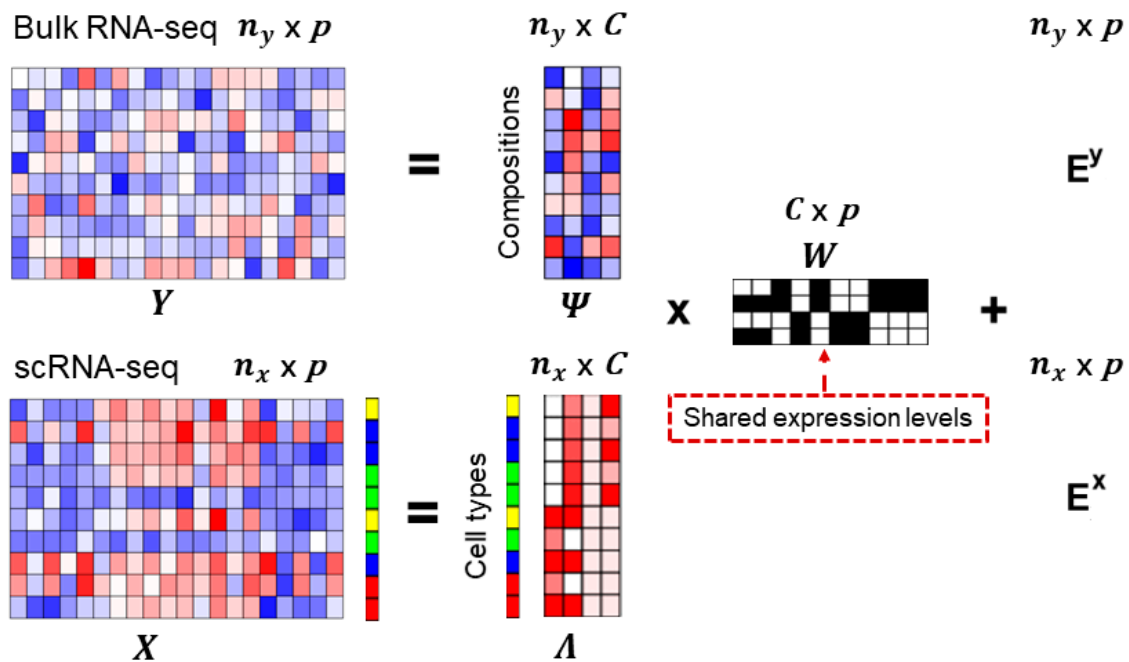 Bulk RNA-seq n_y x p
n_y x C
n_y x p
=
Compositions
E^y
C x p
W
Y
Ψ
x
+
scRNA-seq n_x x p
n_x x C
n_x x p
Shared expression levels
=
Cell types
E^x
X
Λ